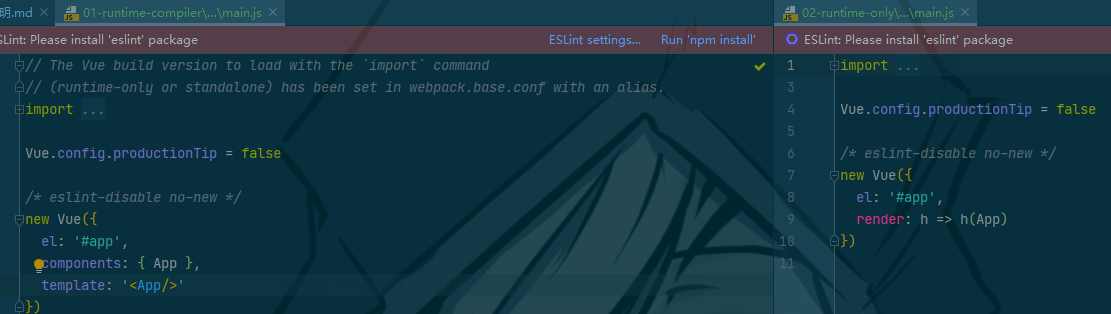 明.md
01-runtime-compiler\...\main.js
SLint: Please install 'eslint' package ESLint settings... Run 'npm install'
// The Vue build version to load with the `import` command
// (runtime-only or standalone) has been set in webpack.base.conf with an alias.
import ...
Vue.config.productionTip = false
/* eslint-disable no-new */
new Vue({
el: '#app',
components: { App },
template: '<App/>'
})
02-runtime-only\...\main.js
ESLint: Please install 'eslint' package
1 import ...
3
4 Vue.config.productionTip = false
5
6 /* eslint-disable no-new */
7 new Vue({
8 el: '#app',
9 render: h => h(App)
10 })
11